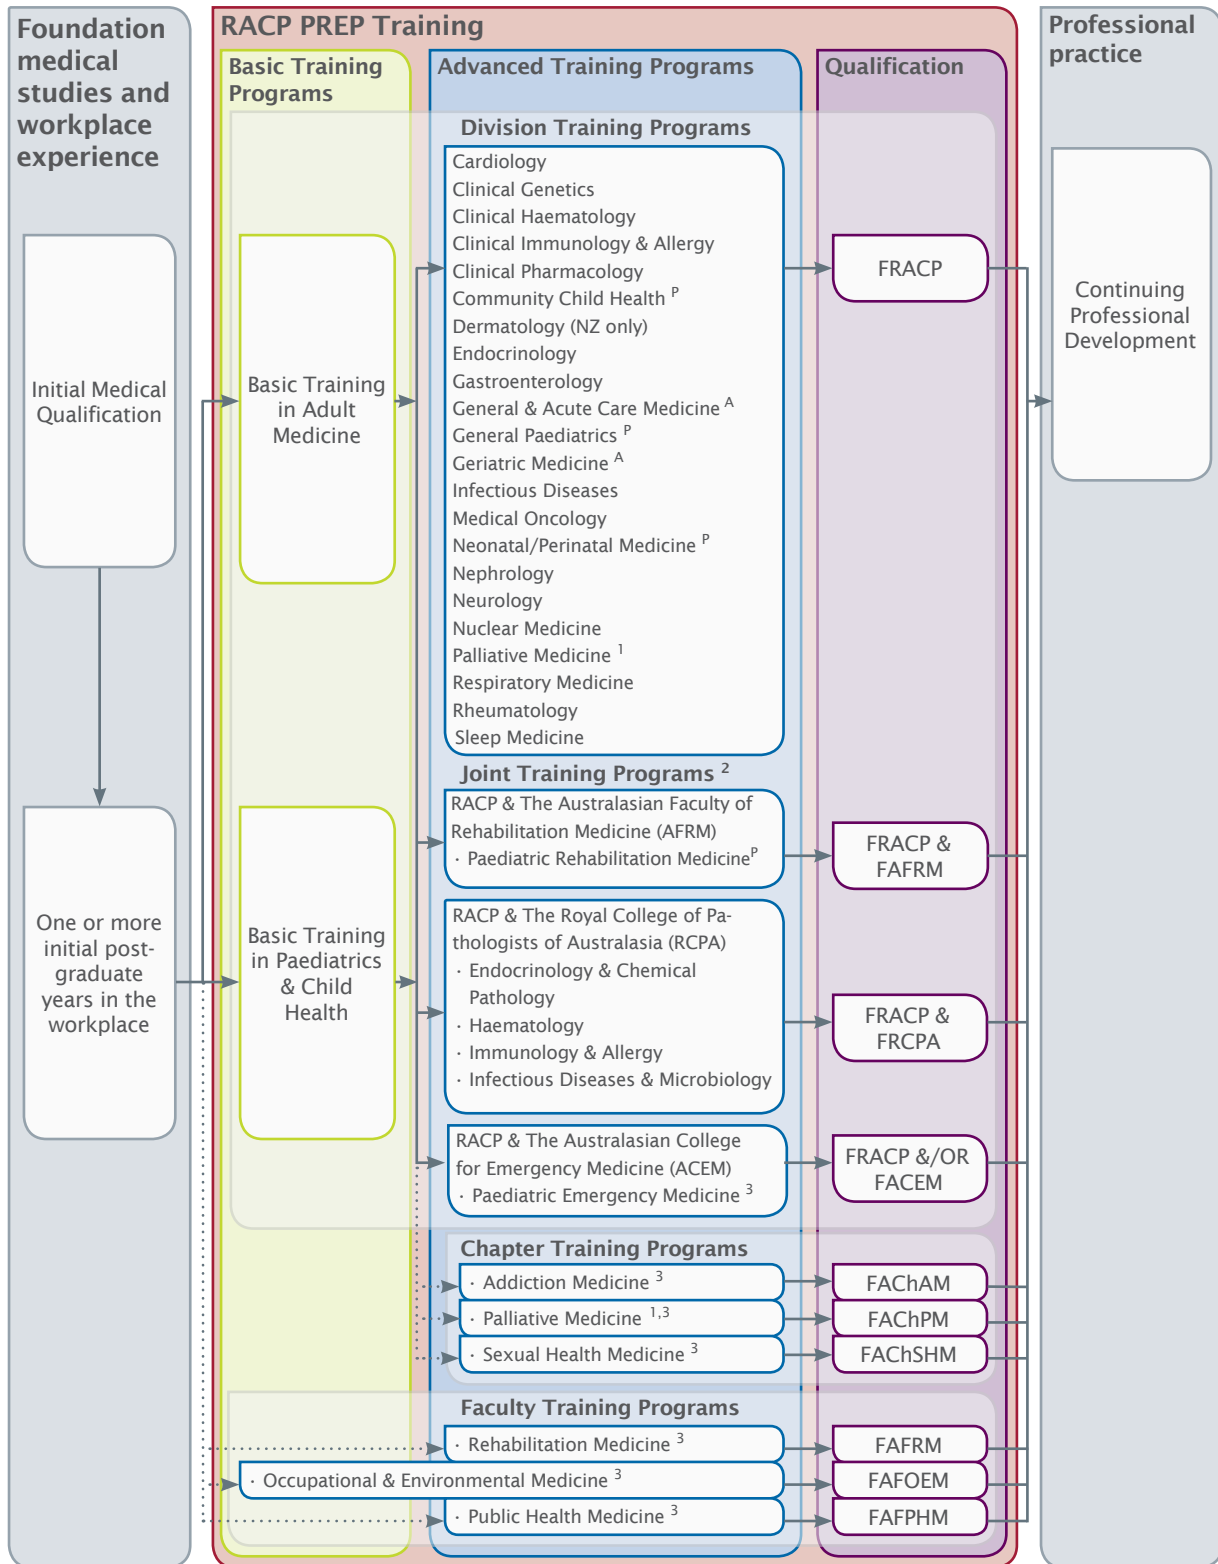 Foundation
medical
studies and
workplace
experience
Initial Medical
Qualification
One or more
initial post-
graduate
years in the
workplace
RACP PREP Training
Basic Training
Programs
Basic Training
in Adult
Medicine
Basic Training
in Paediatrics
& Child
Health
Advanced Training Programs
Division Training Programs
Cardiology
Clinical Genetics
Clinical Haematology
Clinical Immunology & Allergy
Clinical Pharmacology
Community Child Health P
Dermatology (NZ only)
Endocrinology
Gastroenterology
General & Acute Care Medicine A
General Paediatrics P
Geriatric Medicine A
Infectious Diseases
Medical Oncology
Neonatal/Perinatal Medicine P
Nephrology
Neurology
Nuclear Medicine
Palliative Medicine 1
Respiratory Medicine
Rheumatology
Sleep Medicine
Joint Training Programs 2
RACP & The Australasian Faculty of
Rehabilitation Medicine (AFRM)
· Paediatric Rehabilitation MedicineP
RACP & The Royal College of Pa-
thologists of Australasia (RCPA)
· Endocrinology & Chemical
Pathology
· Haematology
· Immunology & Allergy
· Infectious Diseases & Microbiology
RACP & The Australasian College
for Emergency Medicine (ACEM)
· Paediatric Emergency Medicine 3
Chapter Training Programs
· Addiction Medicine 3
· Palliative Medicine 1,3
· Sexual Health Medicine 3
Faculty Training Programs
· Rehabilitation Medicine 3
· Occupational & Environmental Medicine 3
· Public Health Medicine 3
Qualification
FRACP
FRACP &
FAFRM
FRACP &
FRCPA
FRACP &/OR
FACEM
FAChAM
FAChPM
FAChSHM
FAFRM
FAFOEM
FAFPHM
Professional
practice
Continuing
Professional
Development